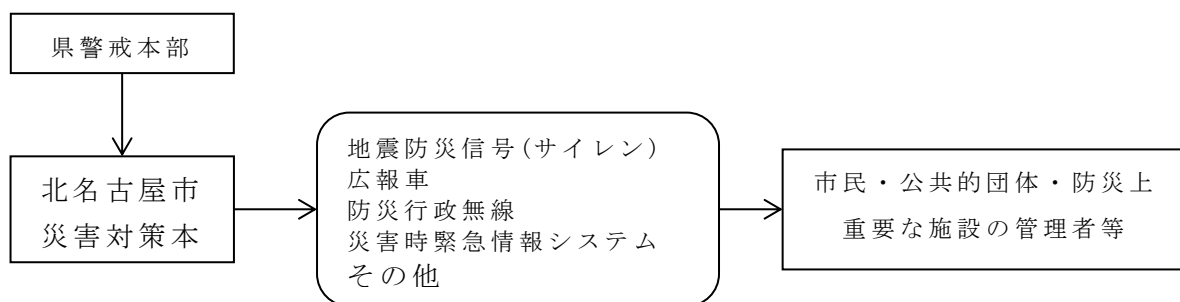 県警戒本部
北名古屋市
災害対策本
地震防災信号(サイレン)
広報車
防災行政無線
災害時緊急情報システム
その他
市民・公共的団体・防災上
重要な施設の管理者等